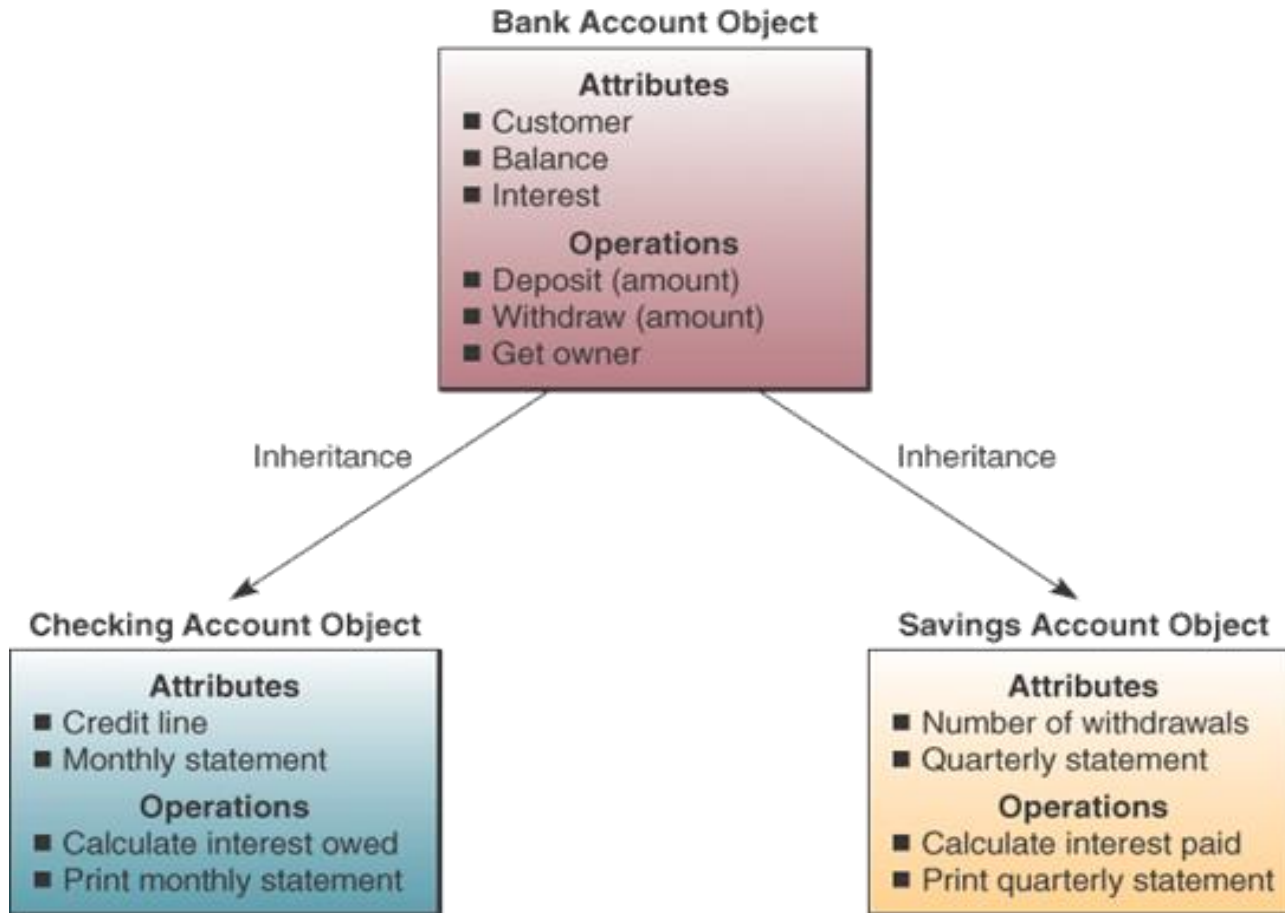 Bank Account Object
Attributes
■ Customer
■ Balance
■ Interest
Operations
■ Deposit (amount)
■ Withdraw (amount)
■ Get owner
Inheritance
Inheritance
Checking Account Object
Attributes
■ Credit line
■ Monthly statement
Operations
■ Calculate interest owed
■ Print monthly statement
Savings Account Object
Attributes
■ Number of withdrawals
■ Quarterly statement
Operations
■ Calculate interest paid
■ Print quarterly statement